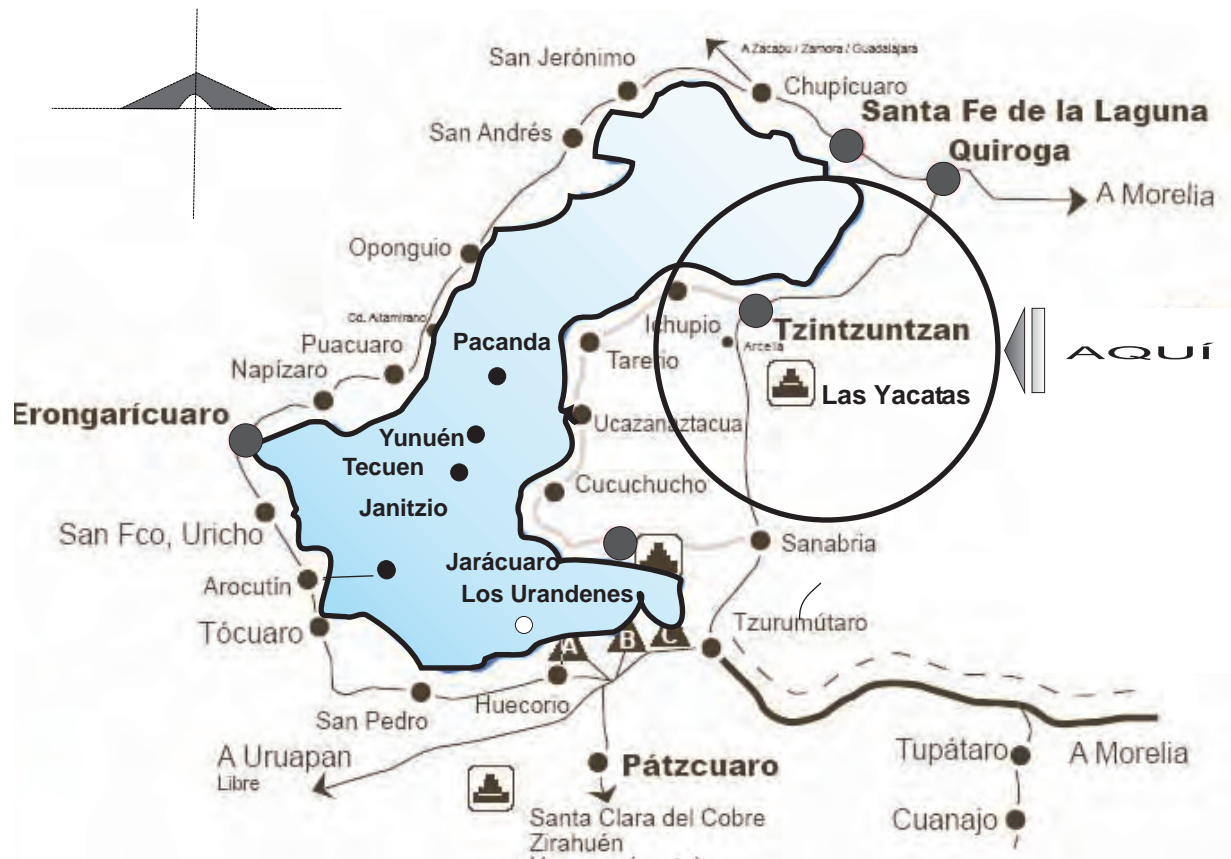 A Zacapu / Zamora / Guadalajara
San Jerónimo
Chupícuaro
Santa Fe de la Laguna
San Andrés
Quiroga
A Morelia
Oponguio
Cd. Altamirano
Ichupio
Tzintzuntzan
Puacuaro
Pacanda
Tarerio
Arcella
AQUÍ
Napízaro
Las Yacatas
Erongarícuaro
Ucazanaztacua
Yunuén
Tecuen
Cucuchucho
Janitzio
San Fco, Uricho
Sanabria
Jarácuaro
Arocutín
Los Urandenes
Tócuaro
Tzurumútaro
A
B
C
Huecorio
San Pedro
A Uruapan
Libre
Pátzcuaro
Tupátaro
A Morelia
Santa Clara del Cobre
Cuanajo
Zirahuén